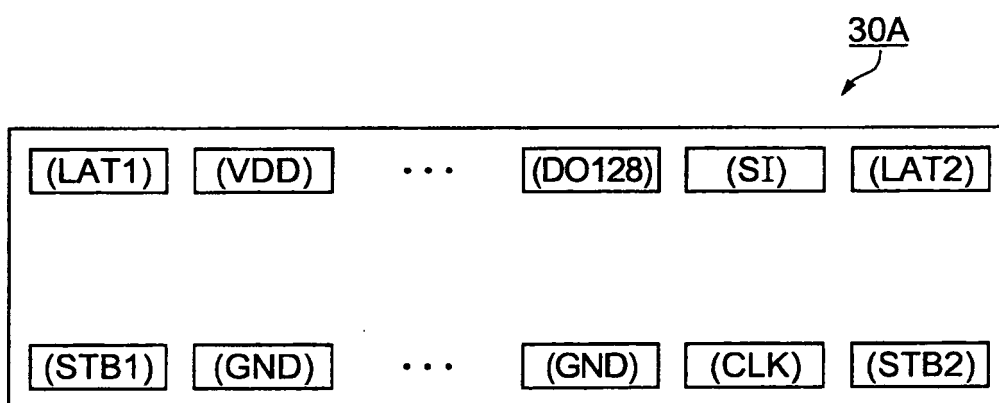 30A
(LAT1) (VDD) ... (DO128) (SI) (LAT2)
(STB1) (GND) ... (GND) (CLK) (STB2)